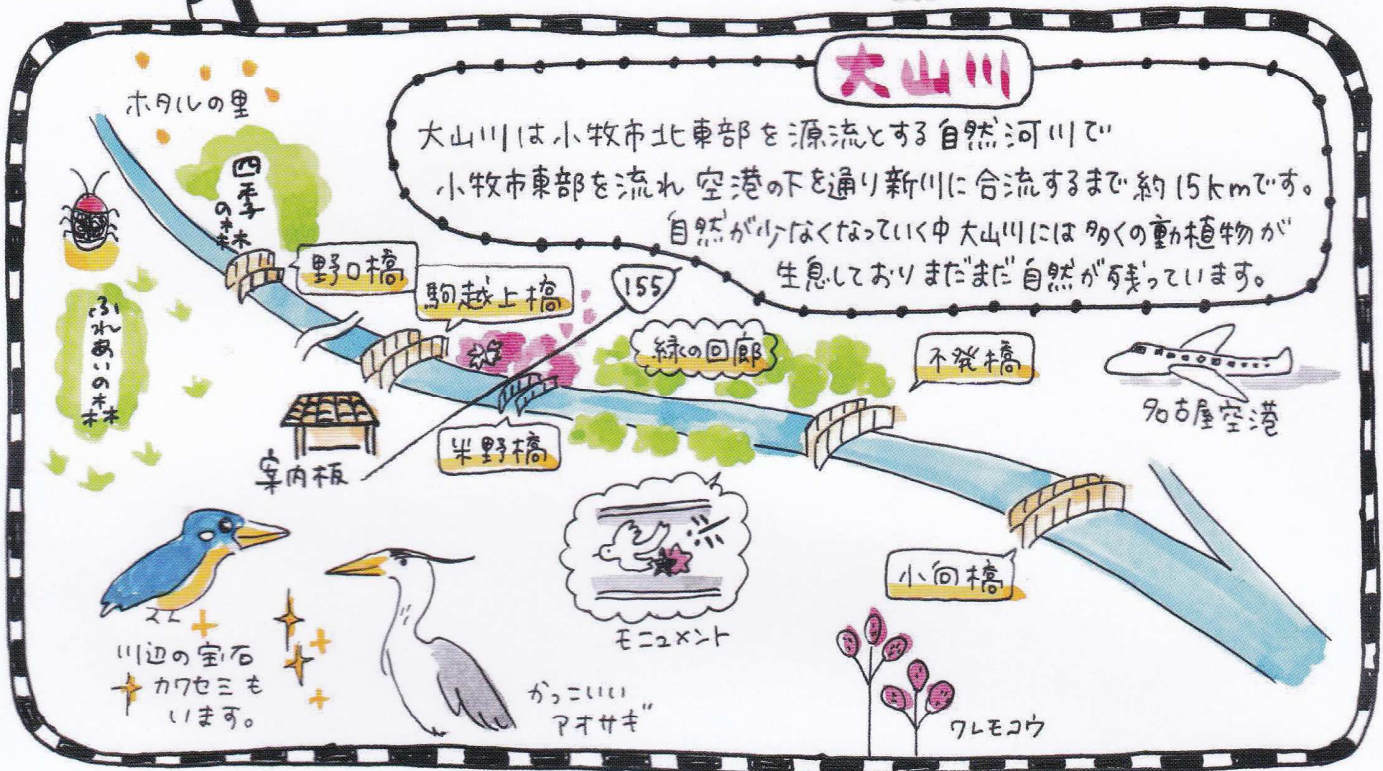 大山川
大山川は小牧市北東部を源流とする自然河川で
小牧市東部を流れ空港の下を通り新川に合流するまで約15kmです。
自然が少なくなっていく中大山川には多くの動植物が
生息しておりまだまだ自然が残っています。
ホタルの里
四季
の森
ふれあいの森
野口橋
駒越上橋
155
緑の回廊
不発橋
名古屋空港
案内板
米野橋
小向橋
モニュメント
川辺の宝石
カワセミも
います。
かっこいい
アオサギ
ワレモコウ